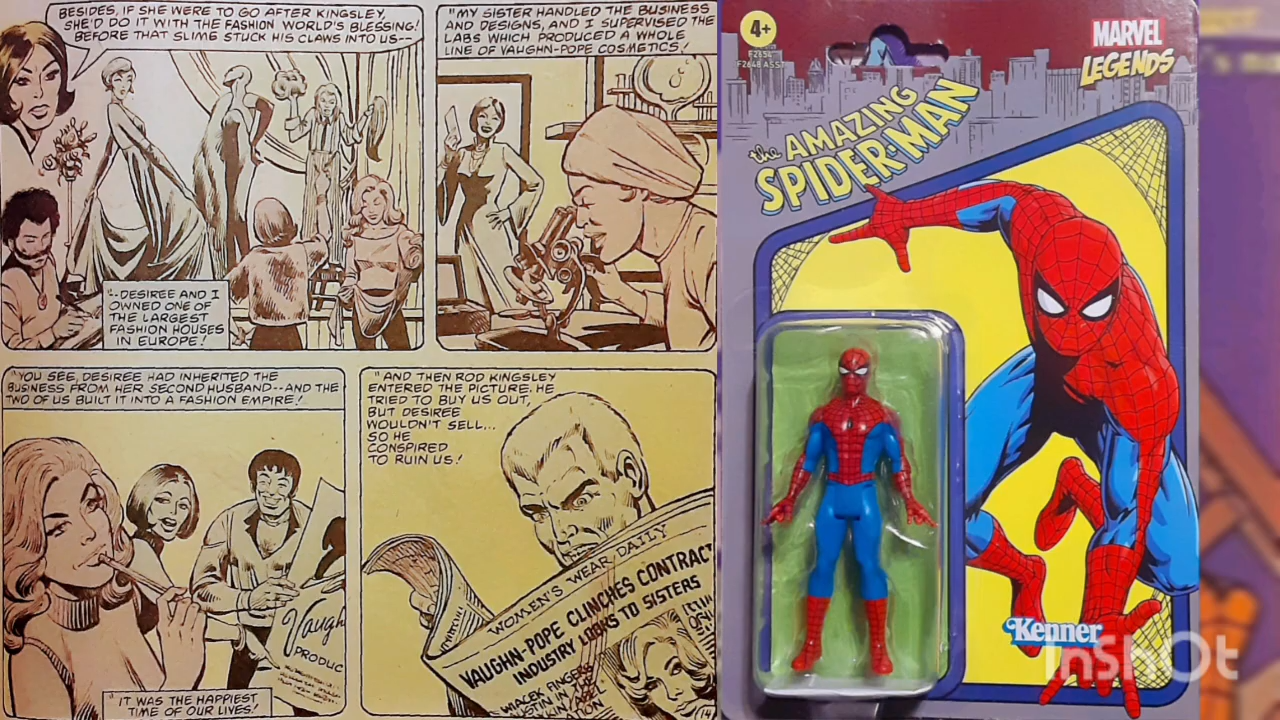 BESIDES, IF SHE WERE TO GO AFTER KINGSLEY,
SHE'D DO IT WITH THE FASHION WORLD'S BLESSING!
BEFORE THAT SLIME STUCK HIS CLAWS INTO US--
"--DESIREE AND I
OWNED ONE OF
THE LARGEST
FASHION HOUSES
IN EUROPE!
"MY SISTER HANDLED THE BUSINESS
AND DESIGNS, AND I SUPERVISED THE
LABS WHICH PRODUCED A WHOLE
LINE OF VAUGHN-POPE COSMETICS!
"YOU SEE, DESIREE HAD INHERITED THE
BUSINESS FROM HER SECOND HUSBAND--AND THE
TWO OF US BUILT IT INTO A FASHION EMPIRE!
Vaugh
PRODUC
"IT WAS THE HAPPIEST
TIME OF OUR LIVES!
"AND THEN ROD KINGSLEY
ENTERED THE PICTURE. HE
TRIED TO BUY US OUT,
BUT DESIREE
WOULDN'T SELL...
SO HE
CONSPIRED
TO RUIN US!
WOMEN'S WEAR DAILY
VAUGHN-POPE CLINCHES CONTRACT
INDUSTRY LOOKS TO SISTERS
14
4+
F2654
F2648 ASST
MARVEL
LEGENDS
the AMAZING
SPIDER-MAN
Kenner
InShOt